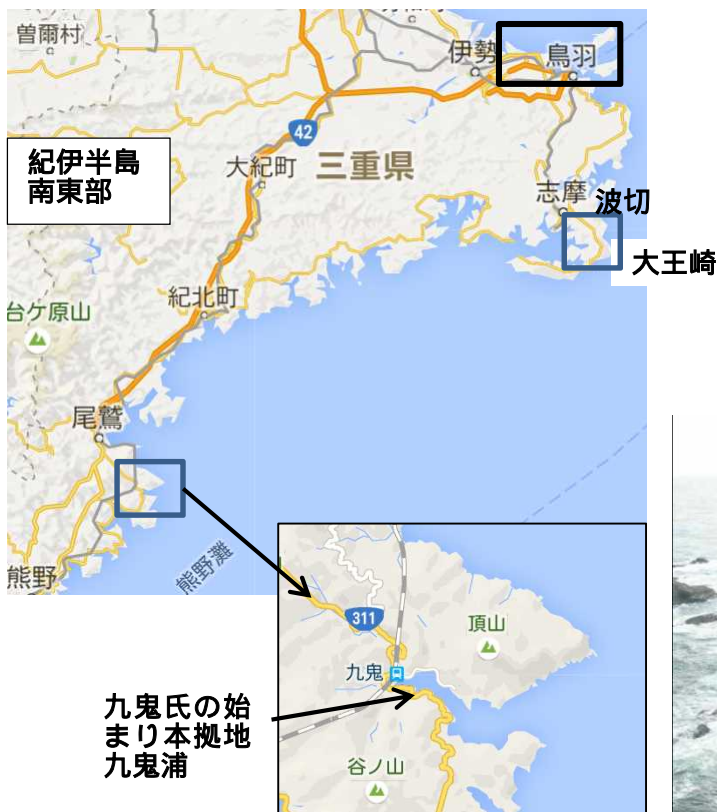 曽爾村
伊勢
鳥羽
42
紀伊半島
南東部
大紀町
三重県
志摩
波切
大王崎
紀北町
台ケ原山
尾鷲
熊野灘
熊野
311
頂山
九鬼
九鬼氏の始
まり本拠地
九鬼浦
谷ノ山